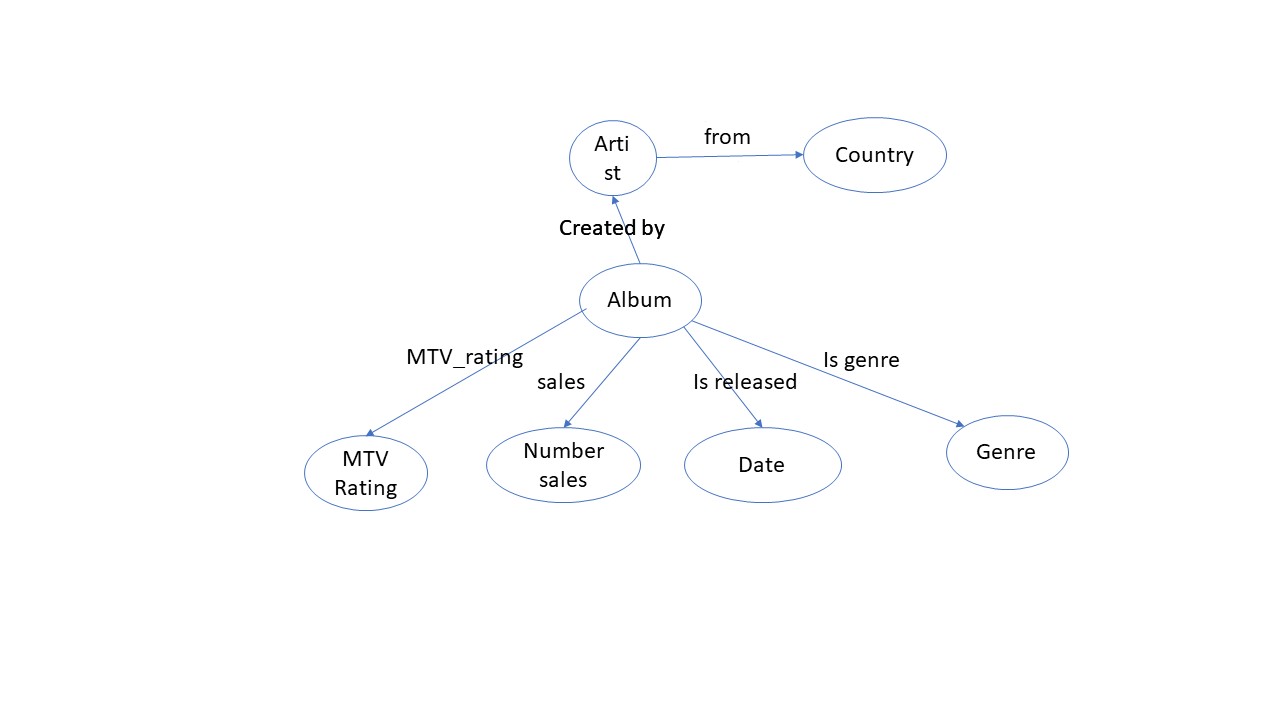 Arti
st
from
Country
Created by
Album
MTV_rating
sales
Is released
Is genre
MTV
Rating
Number
sales
Date
Genre